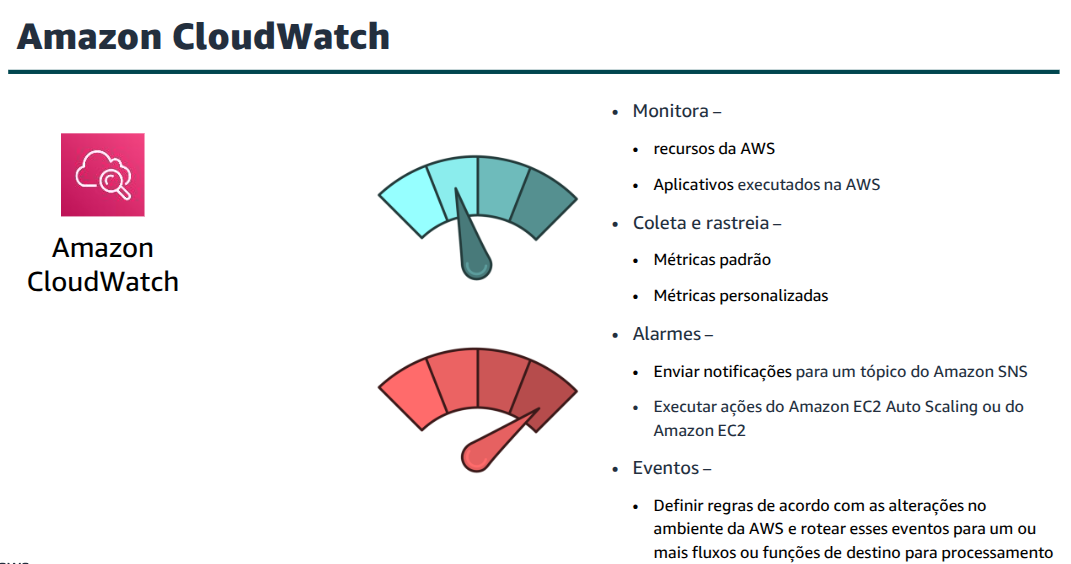 Amazon CloudWatch
Amazon
CloudWatch
• Monitora –
• recursos da AWS
• Aplicativos executados na AWS
• Coleta e rastreia –
• Métricas padrão
• Métricas personalizadas
• Alarmes –
• Enviar notificações para um tópico do Amazon SNS
• Executar ações do Amazon EC2 Auto Scaling ou do
Amazon EC2
• Eventos –
• Definir regras de acordo com as alterações no
ambiente da AWS e rotear esses eventos para um ou
mais fluxos ou funções de destino para processamento